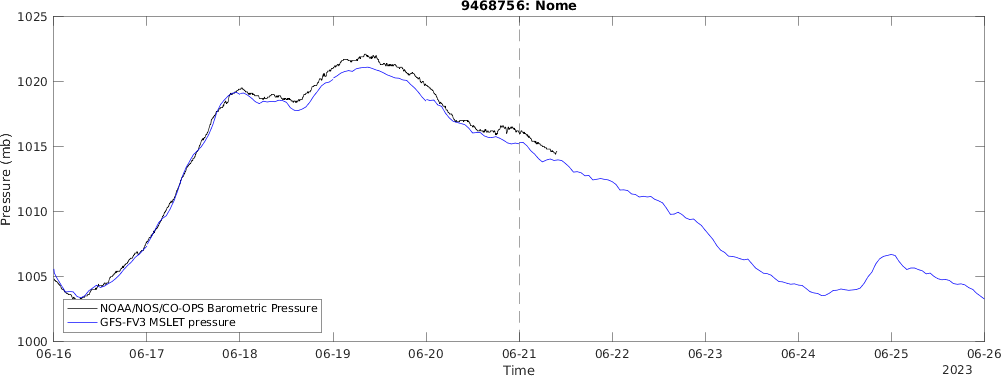 9468756: Nome
1025
1020
1015
1010
1005
1000
Pressure (mb)
NOAA/NOS/CO-OPS Barometric Pressure
GFS-FV3 MSLET pressure
06-16 06-17 06-18 06-19 06-20 06-21 06-22 06-23 06-24 06-25 06-26
Time
2023